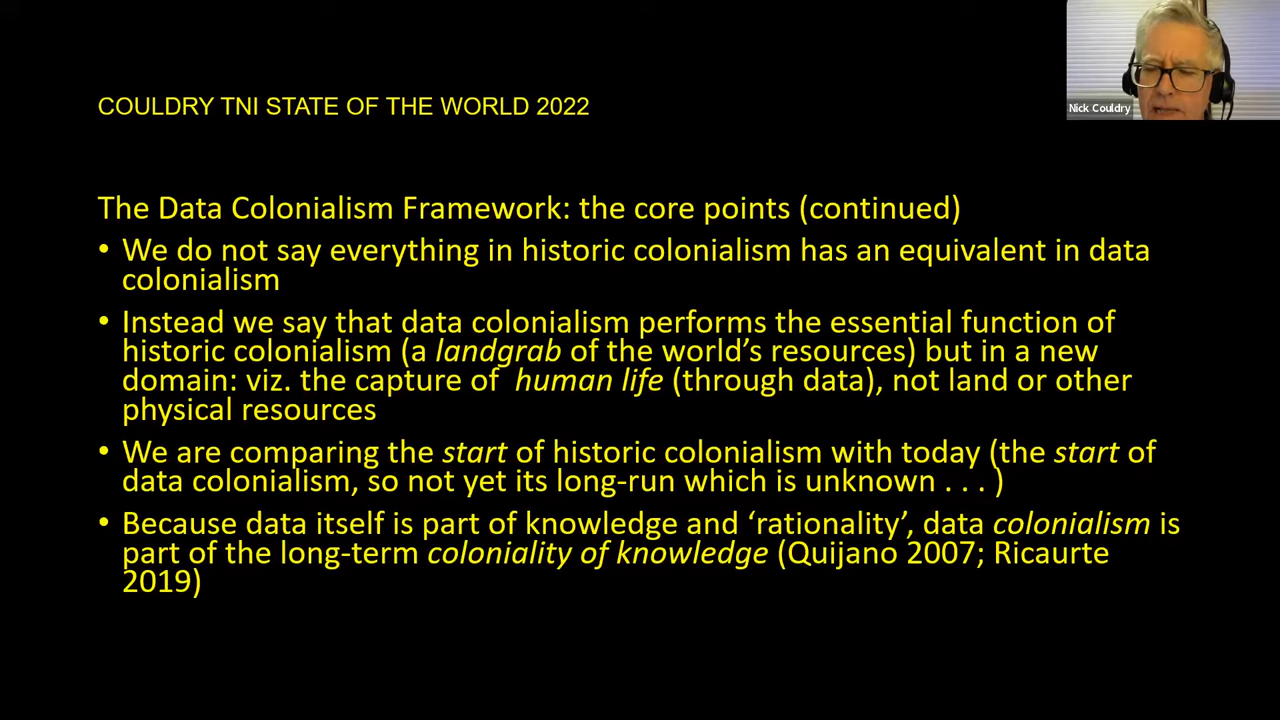 COULDRY TNI STATE OF THE WORLD 2022
Nick Couldry
The Data Colonialism Framework: the core points (continued)
• We do not say everything in historic colonialism has an equivalent in data
colonialism
• Instead we say that data colonialism performs the essential function of
historic colonialism (a landgrab of the world’s resources) but in a new
domain: viz. the capture of human life (through data), not land or other
physical resources
• We are comparing the start of historic colonialism with today (the start of
data colonialism, so not yet its long-run which is unknown . . . )
• Because data itself is part of knowledge and ‘rationality’, data colonialism is
part of the long-term coloniality of knowledge (Quijano 2007; Ricaurte
2019)